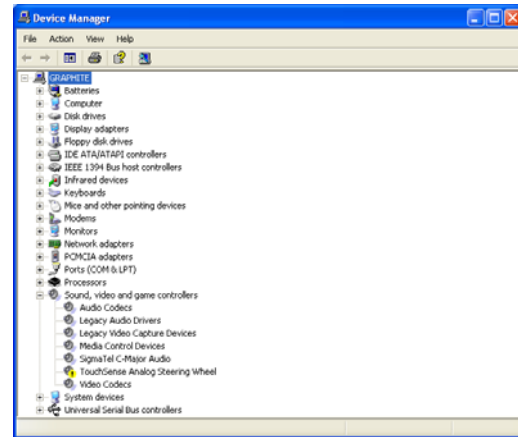 Device Manager
File Action View Help
GRAPHITE
Batteries
Computer
Disk drives
Display adapters
Floppy disk drives
IDE ATA/ATAPI controllers
IEEE 1394 Bus host controllers
Infrared devices
Keyboards
Mice and other pointing devices
Modems
Monitors
Network adapters
PCMCIA adapters
Ports (COM & LPT)
Processors
Sound, video and game controllers
Audio Codecs
Legacy Audio Drivers
Legacy Video Capture Devices
Media Control Devices
SigmaTel C-Major Audio
TouchSense Analog Steering Wheel
Video Codecs
System devices
Universal Serial Bus controllers